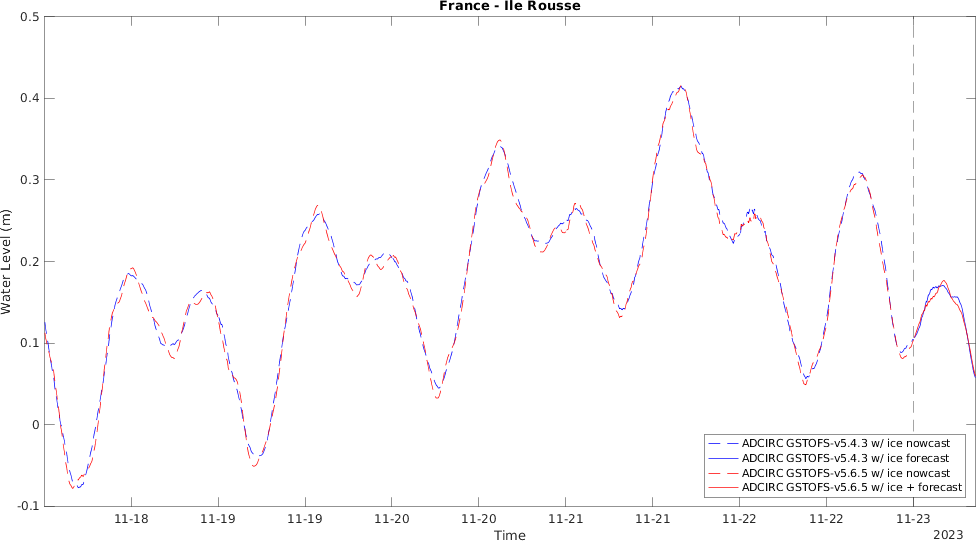 France - Ile Rousse
Water Level (m)
0.5
0.4
0.3
0.2
0.1
0
-0.1
11-18 11-19 11-19 11-20 11-20 11-21 11-21 11-22 11-22 11-23
Time
2023
ADCIRC GSTOFS-v5.4.3 w/ ice nowcast
ADCIRC GSTOFS-v5.4.3 w/ ice forecast
ADCIRC GSTOFS-v5.6.5 w/ ice nowcast
ADCIRC GSTOFS-v5.6.5 w/ ice + forecast